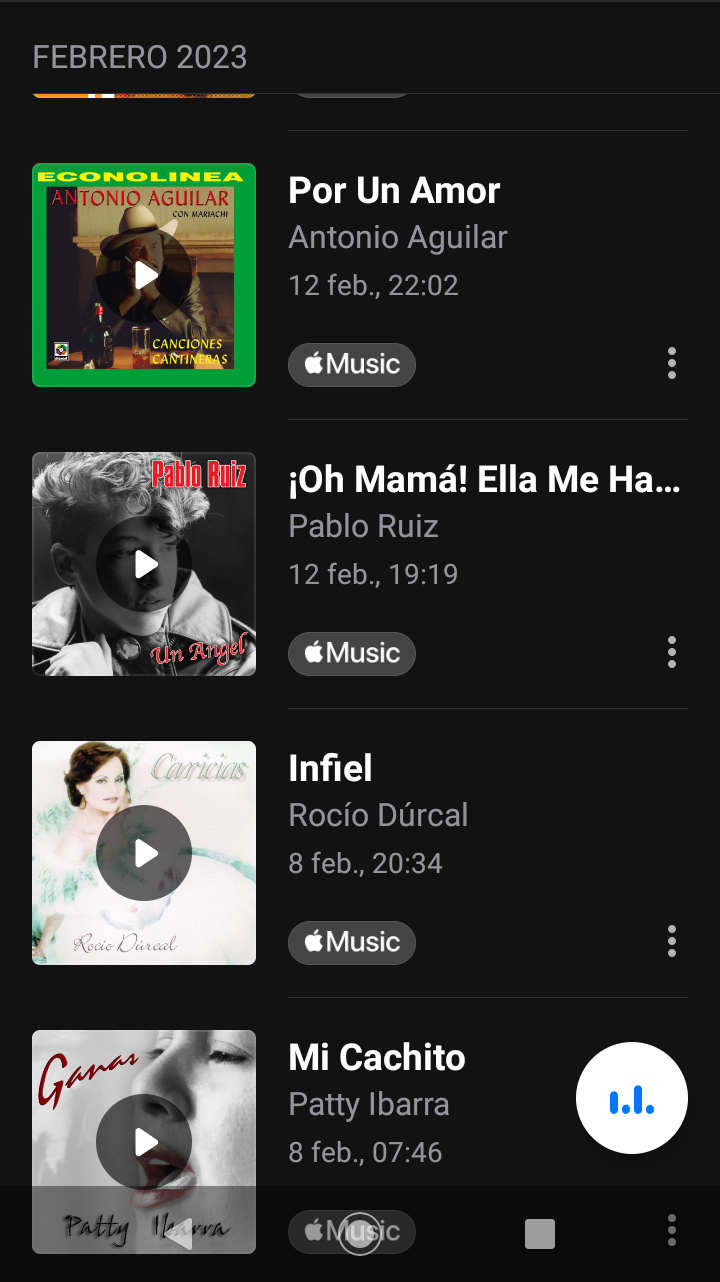 FEBRERO 2023
ECONOLINEA
ANTONIO AGUILAR
CON MARIACHI
CANCIONES
CANTINERAS
Por Un Amor
Antonio Aguilar
12 feb., 22:02
Music
Pablo Ruiz
Un Angel
¡Oh Mamá! Ella Me Ha...
Pablo Ruiz
12 feb., 19:19
Music
Caricias
Rocío Dúrcal
Infiel
Rocío Dúrcal
8 feb., 20:34
Music
Ganas
Patty Ibarra
Mi Cachito
Patty Ibarra
8 feb., 07:46
Music